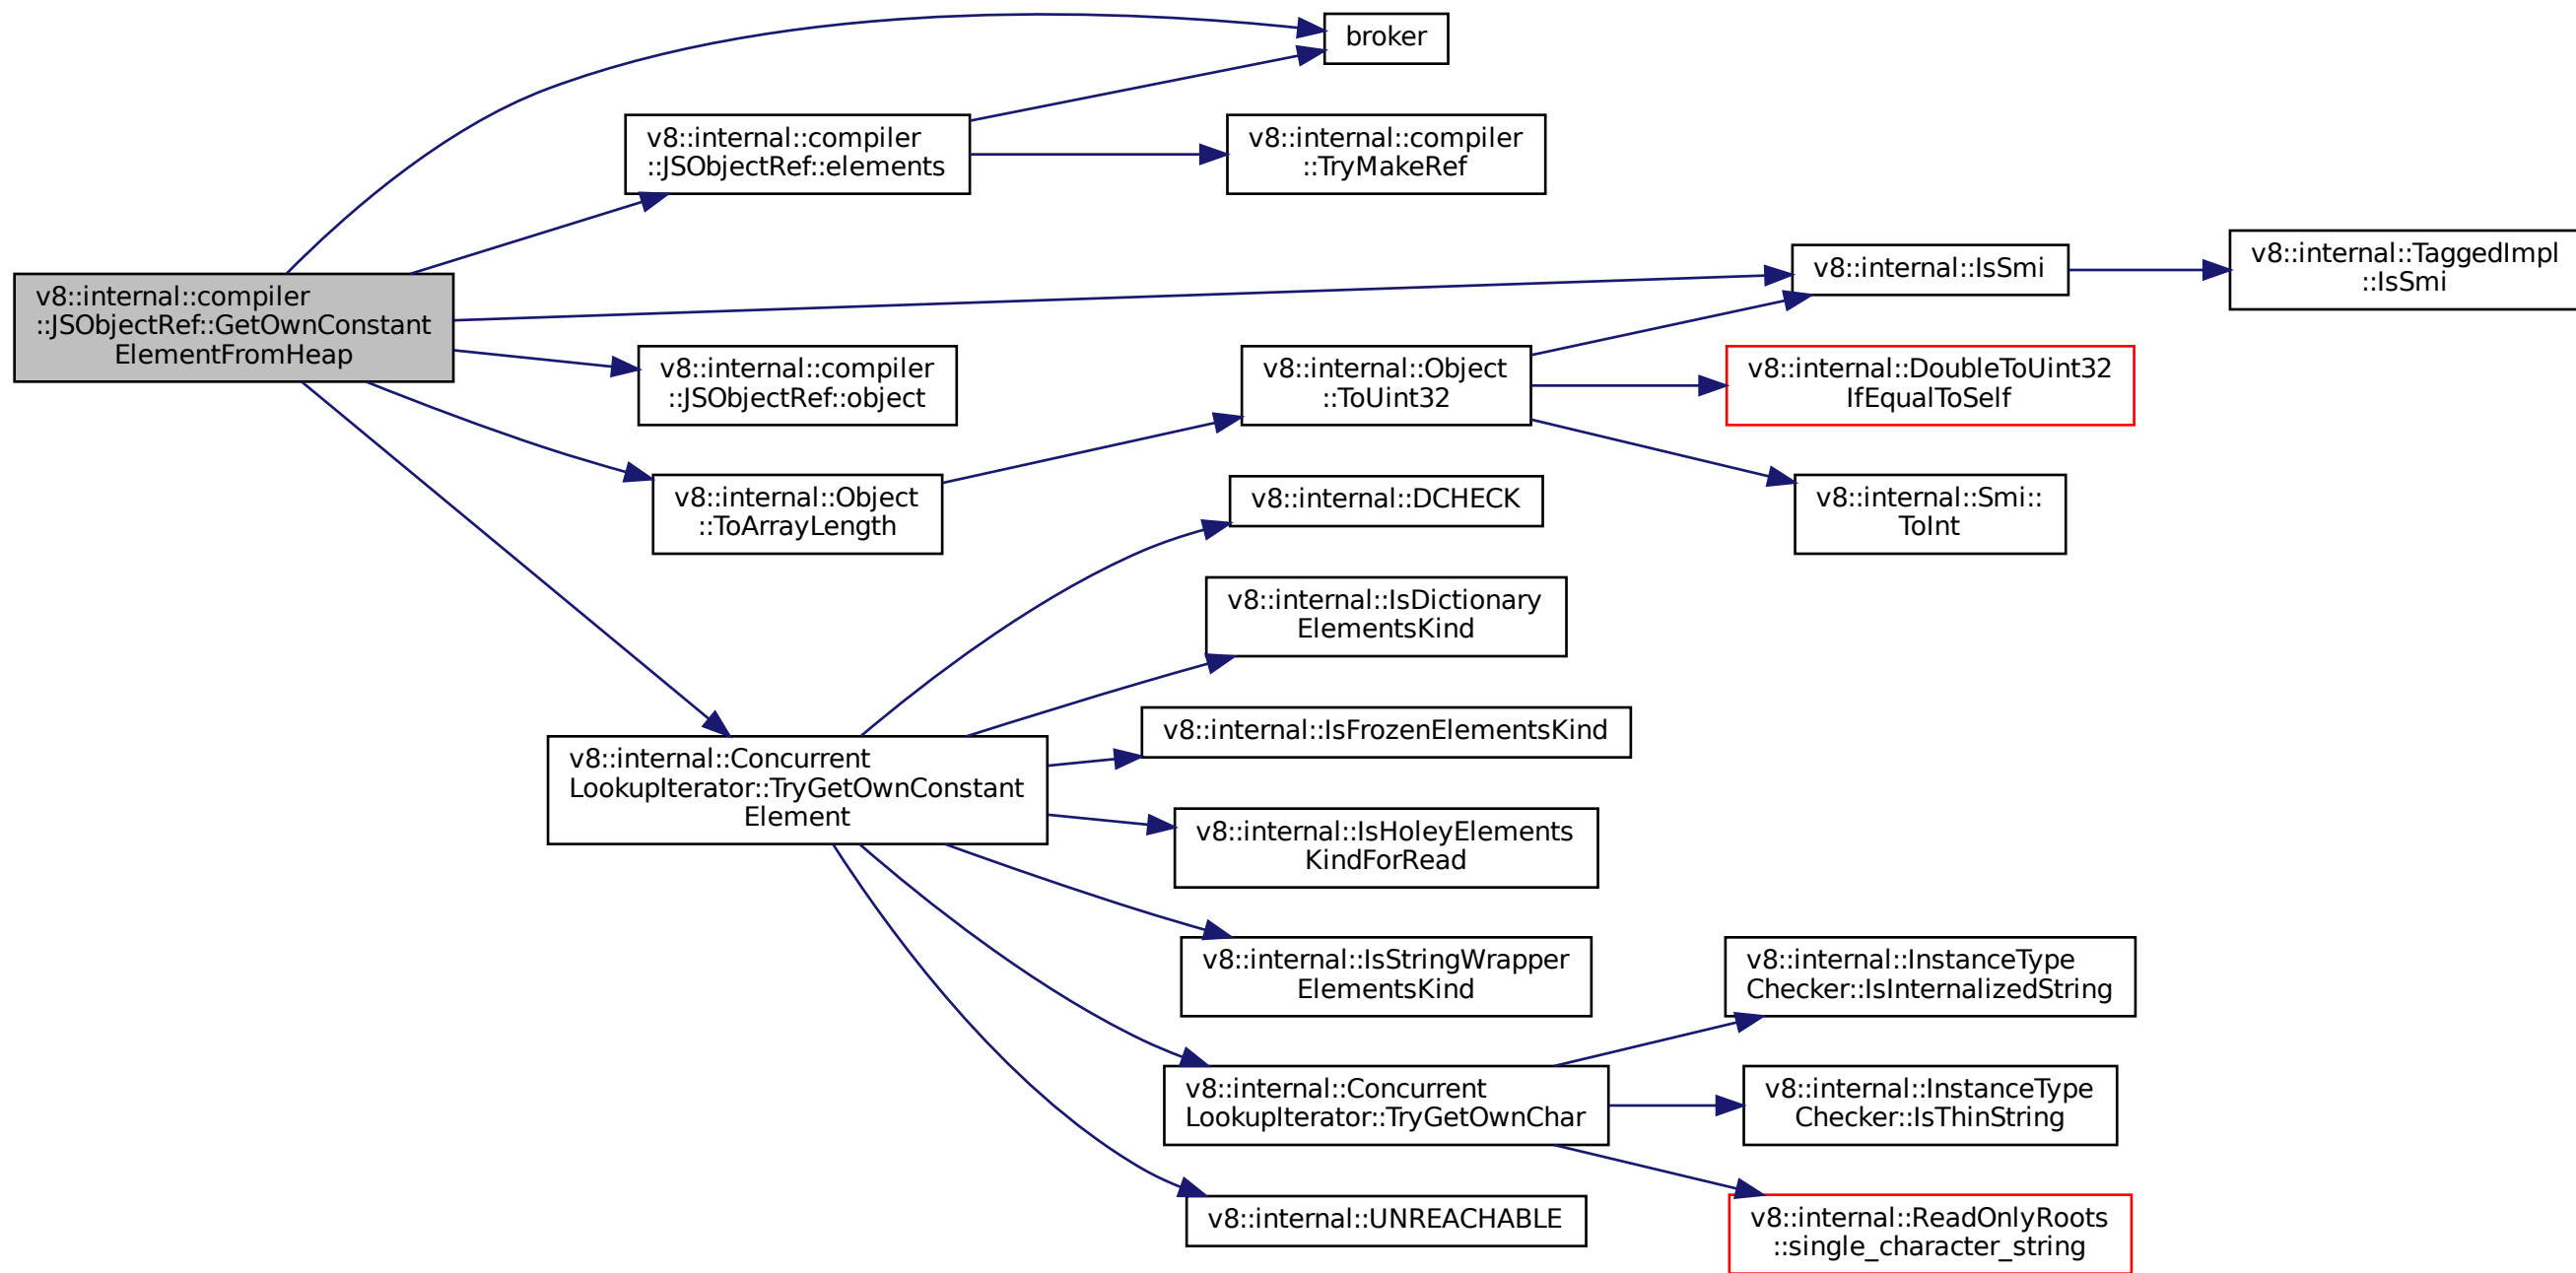 broker
v8::internal::compiler
::JSObjectRef::elements
v8::internal::compiler
::TryMakeRef
v8::internal::IsSmi
v8::internal::TaggedImpl
::IsSmi
v8::internal::compiler
::JSObjectRef::GetOwnConstant
ElementFromHeap
v8::internal::compiler
::JSObjectRef::object
v8::internal::Object
::ToUint32
v8::internal::DoubleToUint32
IfEqualToSelf
v8::internal::Object
::ToArrayLength
v8::internal::DCHECK
v8::internal::Smi::
ToInt
v8::internal::IsDictionary
ElementsKind
v8::internal::IsFrozenElementsKind
v8::internal::Concurrent
LookupIterator::TryGetOwnConstant
Element
v8::internal::IsHoleyElements
KindForRead
v8::internal::IsStringWrapper
ElementsKind
v8::internal::InstanceType
Checker::IsInternalizedString
v8::internal::Concurrent
LookupIterator::TryGetOwnChar
v8::internal::InstanceType
Checker::IsThinString
v8::internal::UNREACHABLE
v8::internal::ReadOnlyRoots
::single_character_string